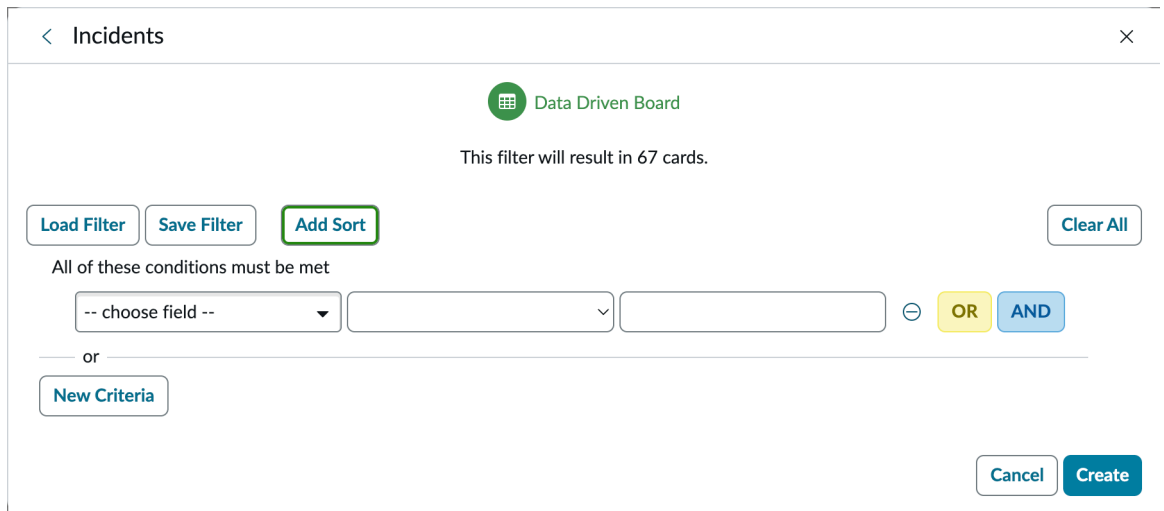 Incidents
Data Driven Board
This filter will result in 67 cards.
Load Filter Save Filter Add Sort Clear All
All of these conditions must be met
-- choose field -- OR AND
or
New Criteria
Cancel Create